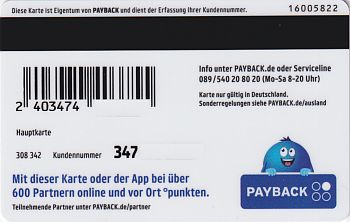 Diese Karte ist Eigentum von PAYBACK und dient der Erfassung Ihrer Kundennummer.
16005822
Info unter PAYBACK.de oder Serviceline
089/540 20 80 20 (Mo-Sa 8-20 Uhr)
2 403474
Karte nur gültig in Deutschland.
Sonderregelungen siehe PAYBACK.de/ausland
Hauptkarte
308 342 Kundennummer 347
Mit dieser Karte oder der App bei über
600 Partnern online und vor Ort °punkten.
Teilnehmende Partner unter PAYBACK.de/partner
PAYBACK